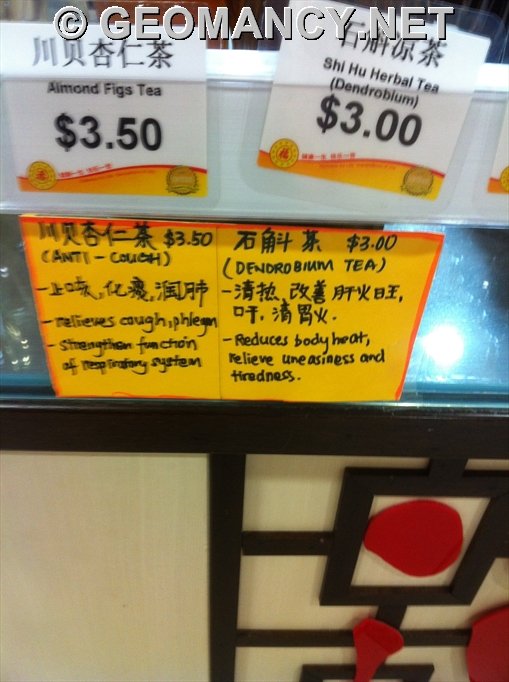 © GEOMANCY.NET
川贝杏仁茶
Almond Figs Tea
$3.50
石斛凉茶
Shi Hu Herbal Tea
(Dendrobium)
$3.00
川贝杏仁茶 $3.50
(ANTI-COUGH)
-止咳,化痰,润肺
-relieves cough, phlegm
-Strengthen function
of respiratory system
石斛茶 $3.00
(DENDROBIUM TEA)
-清热,改善肝火旺,
口干,清胃火.
-Reduces body heat,
relieve uneasiness and
tiredness.